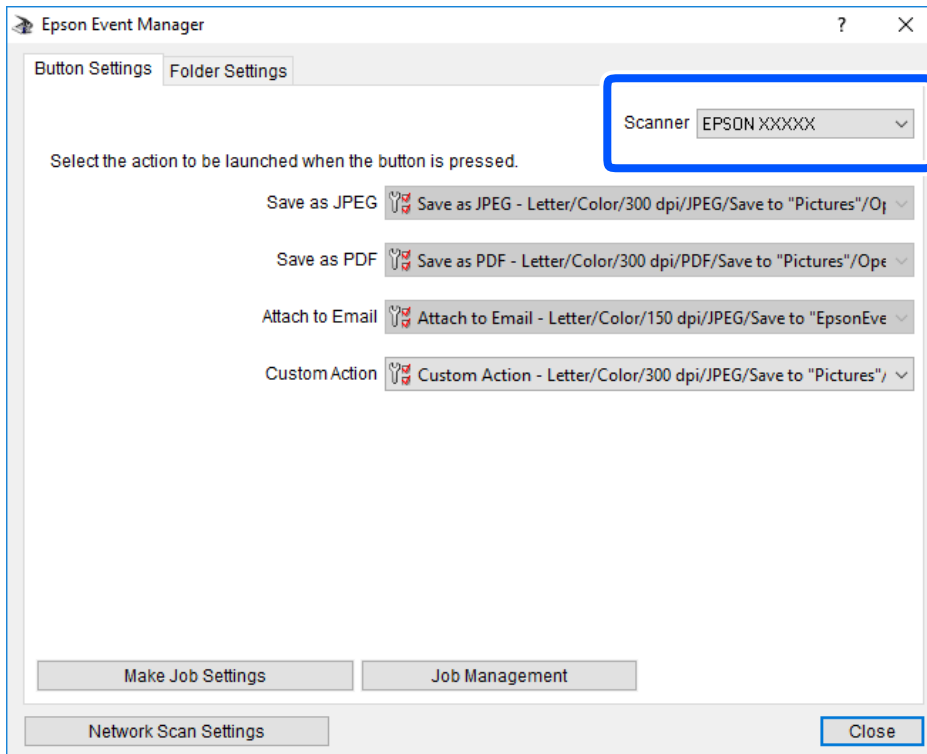 Epson Event Manager
Button Settings Folder Settings
Scanner EPSON XXXXX
Select the action to be launched when the button is pressed.
Save as JPEG Save as JPEG - Letter/Color/300 dpi/JPEG/Save to "Pictures"/Op
Save as PDF Save as PDF - Letter/Color/300 dpi/PDF/Save to "Pictures"/Ope
Attach to Email Attach to Email - Letter/Color/150 dpi/JPEG/Save to "EpsonEve
Custom Action Custom Action - Letter/Color/300 dpi/JPEG/Save to "Pictures"/
Make Job Settings Job Management
Network Scan Settings Close